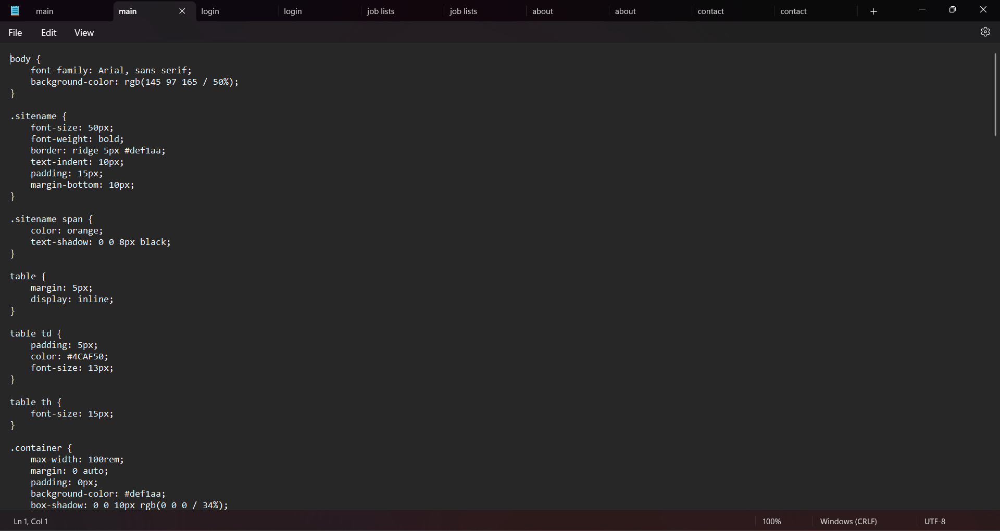 main
main
login
login
job lists
job lists
about
about
contact
contact
File Edit View
body {
    font-family: Arial, sans-serif;
    background-color: rgb(145 97 165 / 50%);
}

.sitename {
    font-size: 50px;
    font-weight: bold;
    border: ridge 5px #def1aa;
    text-indent: 10px;
    padding: 15px;
    margin-bottom: 10px;
}

.sitename span {
    color: orange;
    text-shadow: 0 0 8px black;
}

table {
    margin: 5px;
    display: inline;
}

table td {
    padding: 5px;
    color: #4CAF50;
    font-size: 13px;
}

table th {
    font-size: 15px;
}

.container {
    max-width: 100rem;
    margin: 0 auto;
    padding: 0px;
    background-color: #def1aa;
    box-shadow: 0 0 10px rgb(0 0 0 / 34%);
Ln 1, Col 1
100%
Windows (CRLF)
UTF-8